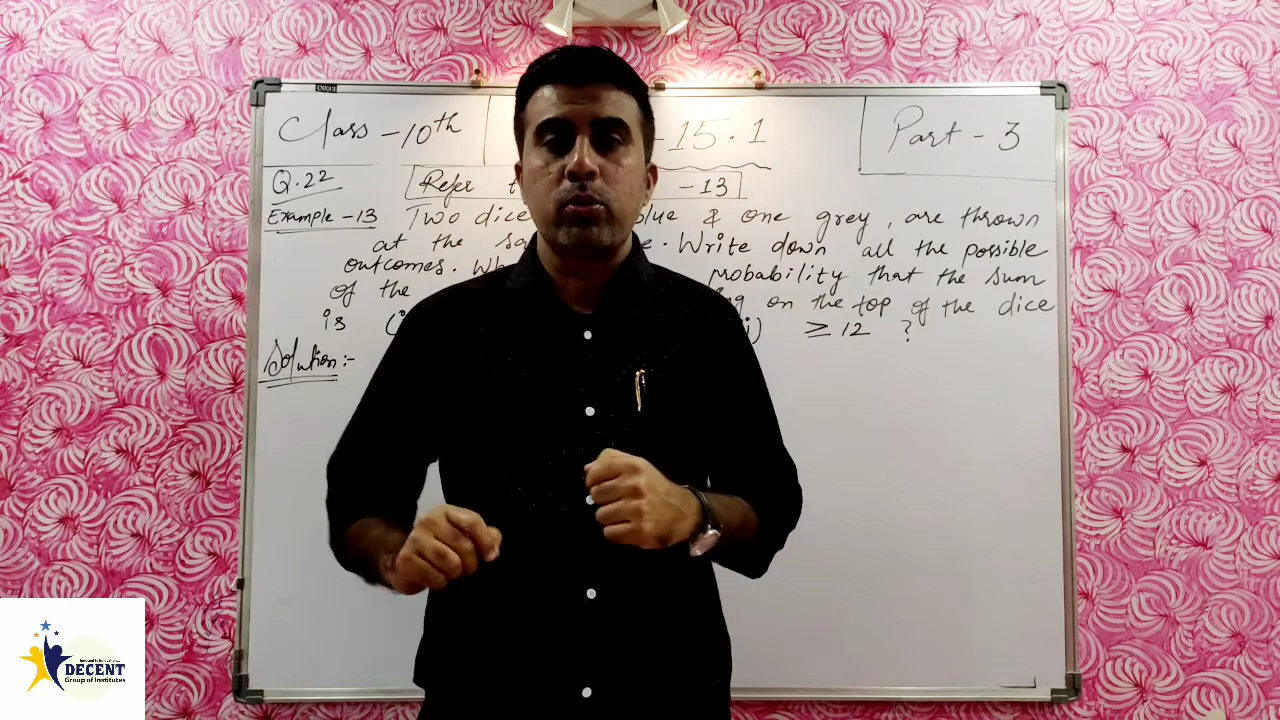 UNIQUE
Class - 10th
- 15.1
Part - 3
Q.22
Refer - 13
Example - 13 Two dice & one grey, are thrown
at the . Write down all the possible
outcomes. probability that the sum
of the on the top of the dice
is ≥ 12 ?
Solution :-
DECENT
Group of Institutes